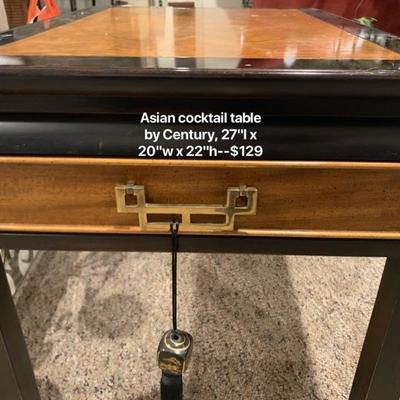 Asian cocktail table
by Century, 27"l x
20"w x 22"h--$129